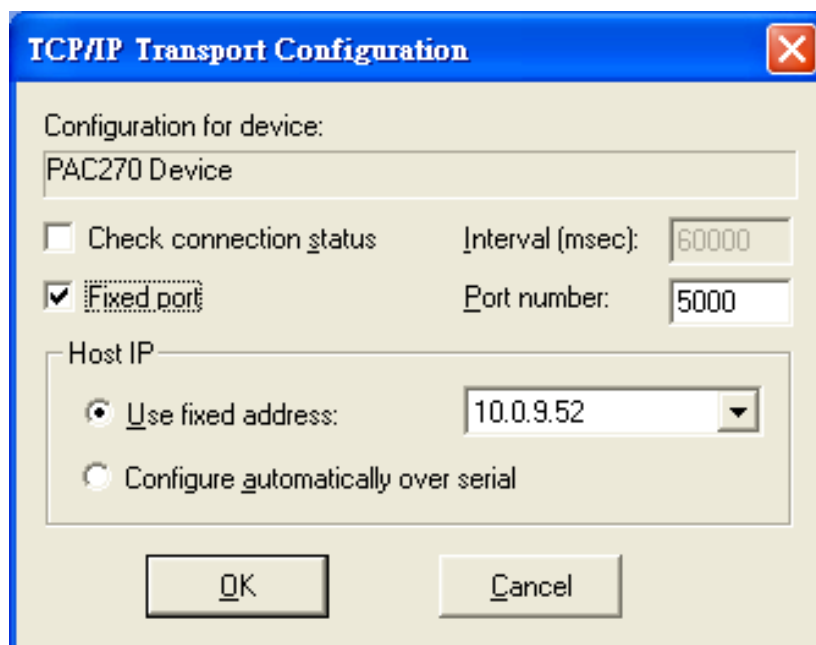 TCP/IP Transport Configuration
Configuration for device:
PAC270 Device
Check connection status Interval (msec): 60000
Fixed port Port number: 5000
Host IP
Use fixed address: 10.0.9.52
Configure automatically over serial
OK Cancel